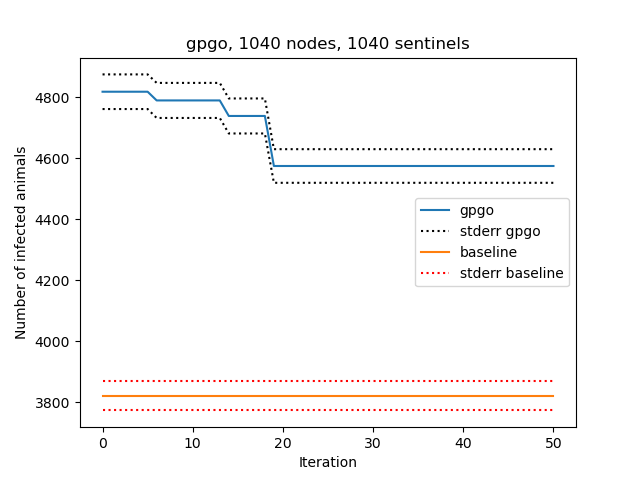 gpgo, 1040 nodes, 1040 sentinels
Number of infected animals
4800
4600
4400
4200
4000
3800
gpgo
stderr gpgo
baseline
stderr baseline
0 10 20 30 40 50
Iteration